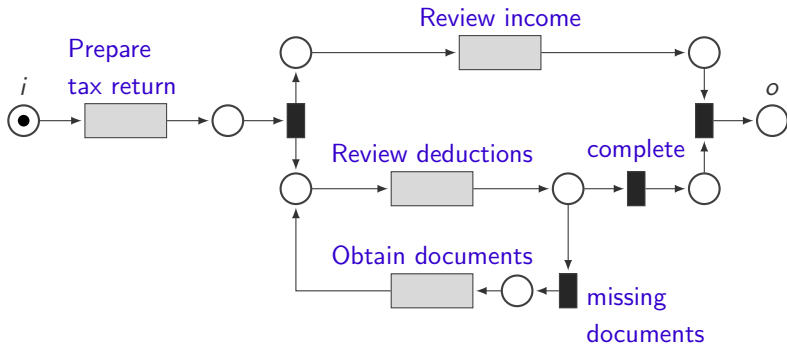 Review income
Prepare
tax return
i
o
Review deductions
complete
Obtain documents
missing
documents